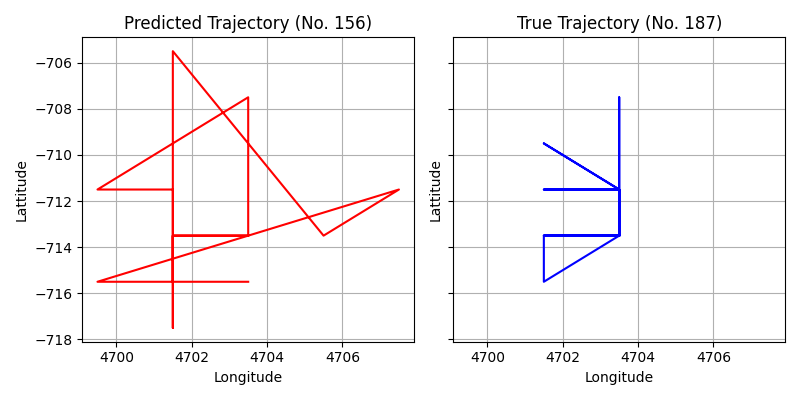 Predicted Trajectory (No. 156)
True Trajectory (No. 187)
−706
−708
−710
−712
−714
−716
−718
Lattitude
Lattitude
4700 4702 4704 4706
4700 4702 4704 4706
Longitude
Longitude